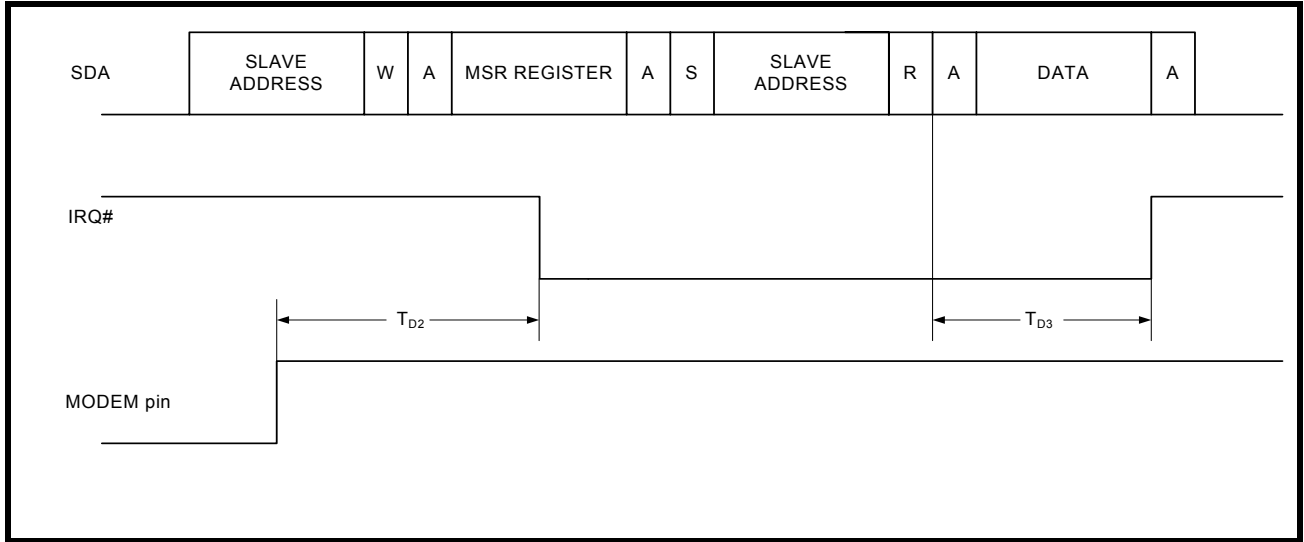 SDA
SLAVE
ADDRESS
W
A
MSR REGISTER
A
S
SLAVE
ADDRESS
R
A
DATA
A
IRQ#
TD2
TD3
MODEM pin